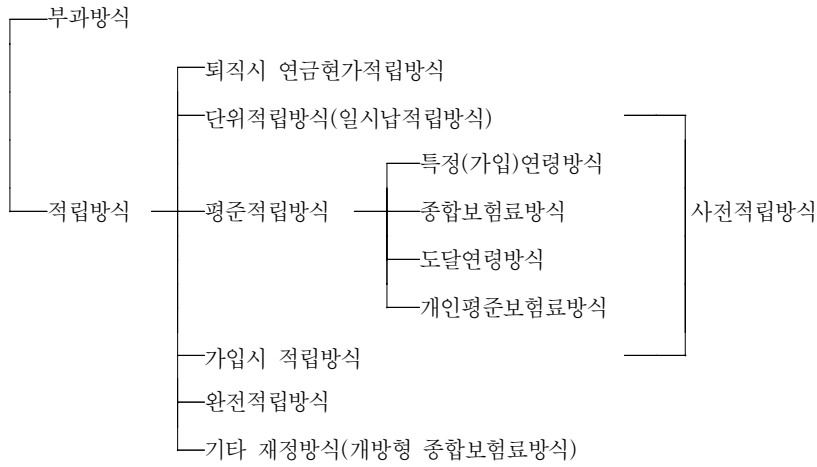 부과방식
퇴직시 연금현가적립방식
단위적립방식(일시납적립방식)
특정(가입)연령방식
적립방식 평준적립방식 종합보험료방식 사전적립방식
도달연령방식
개인평준보험료방식
가입시 적립방식
완전적립방식
기타 재정방식(개방형 종합보험료방식)